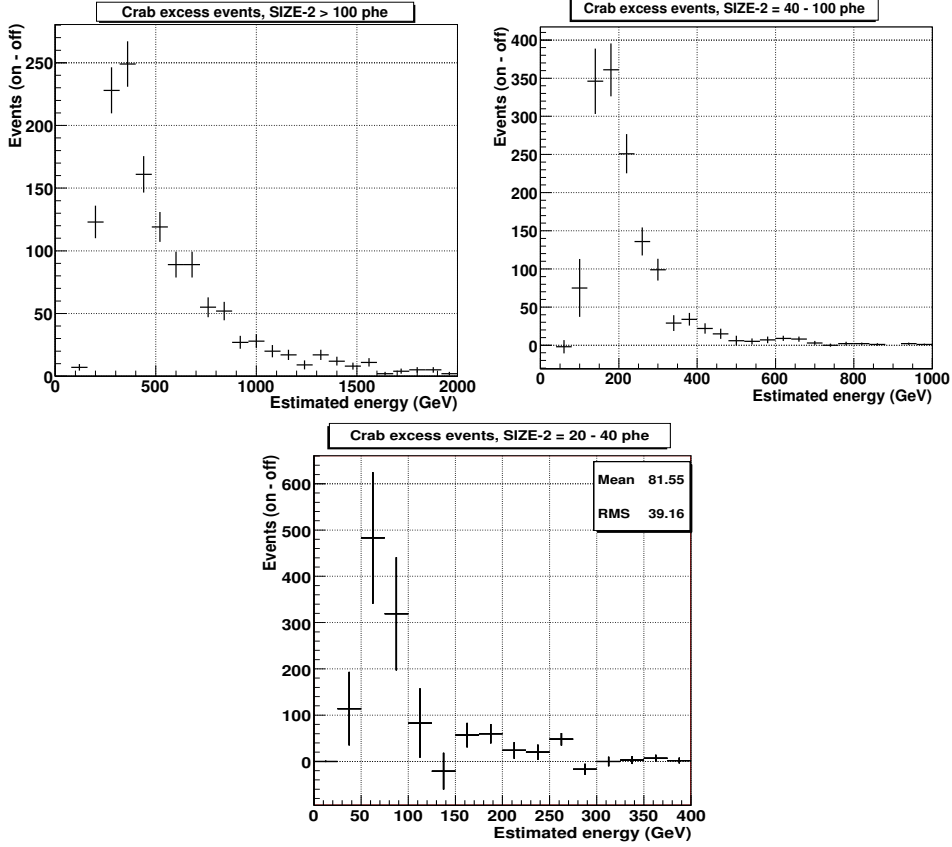 Crab excess events, SIZE-2 > 100 phe
Events (on - off)
250
200
150
100
50
0
0 500 1000 1500 2000
Estimated energy (GeV)
Crab excess events, SIZE-2 = 40 - 100 phe
Events (on - off)
400
350
300
250
200
150
100
50
0
0 200 400 600 800 1000
Estimated energy (GeV)
Crab excess events, SIZE-2 = 20 - 40 phe
Events (on - off)
Mean 81.55
RMS 39.16
600
500
400
300
200
100
0
0 50 100 150 200 250 300 350 400
Estimated energy (GeV)